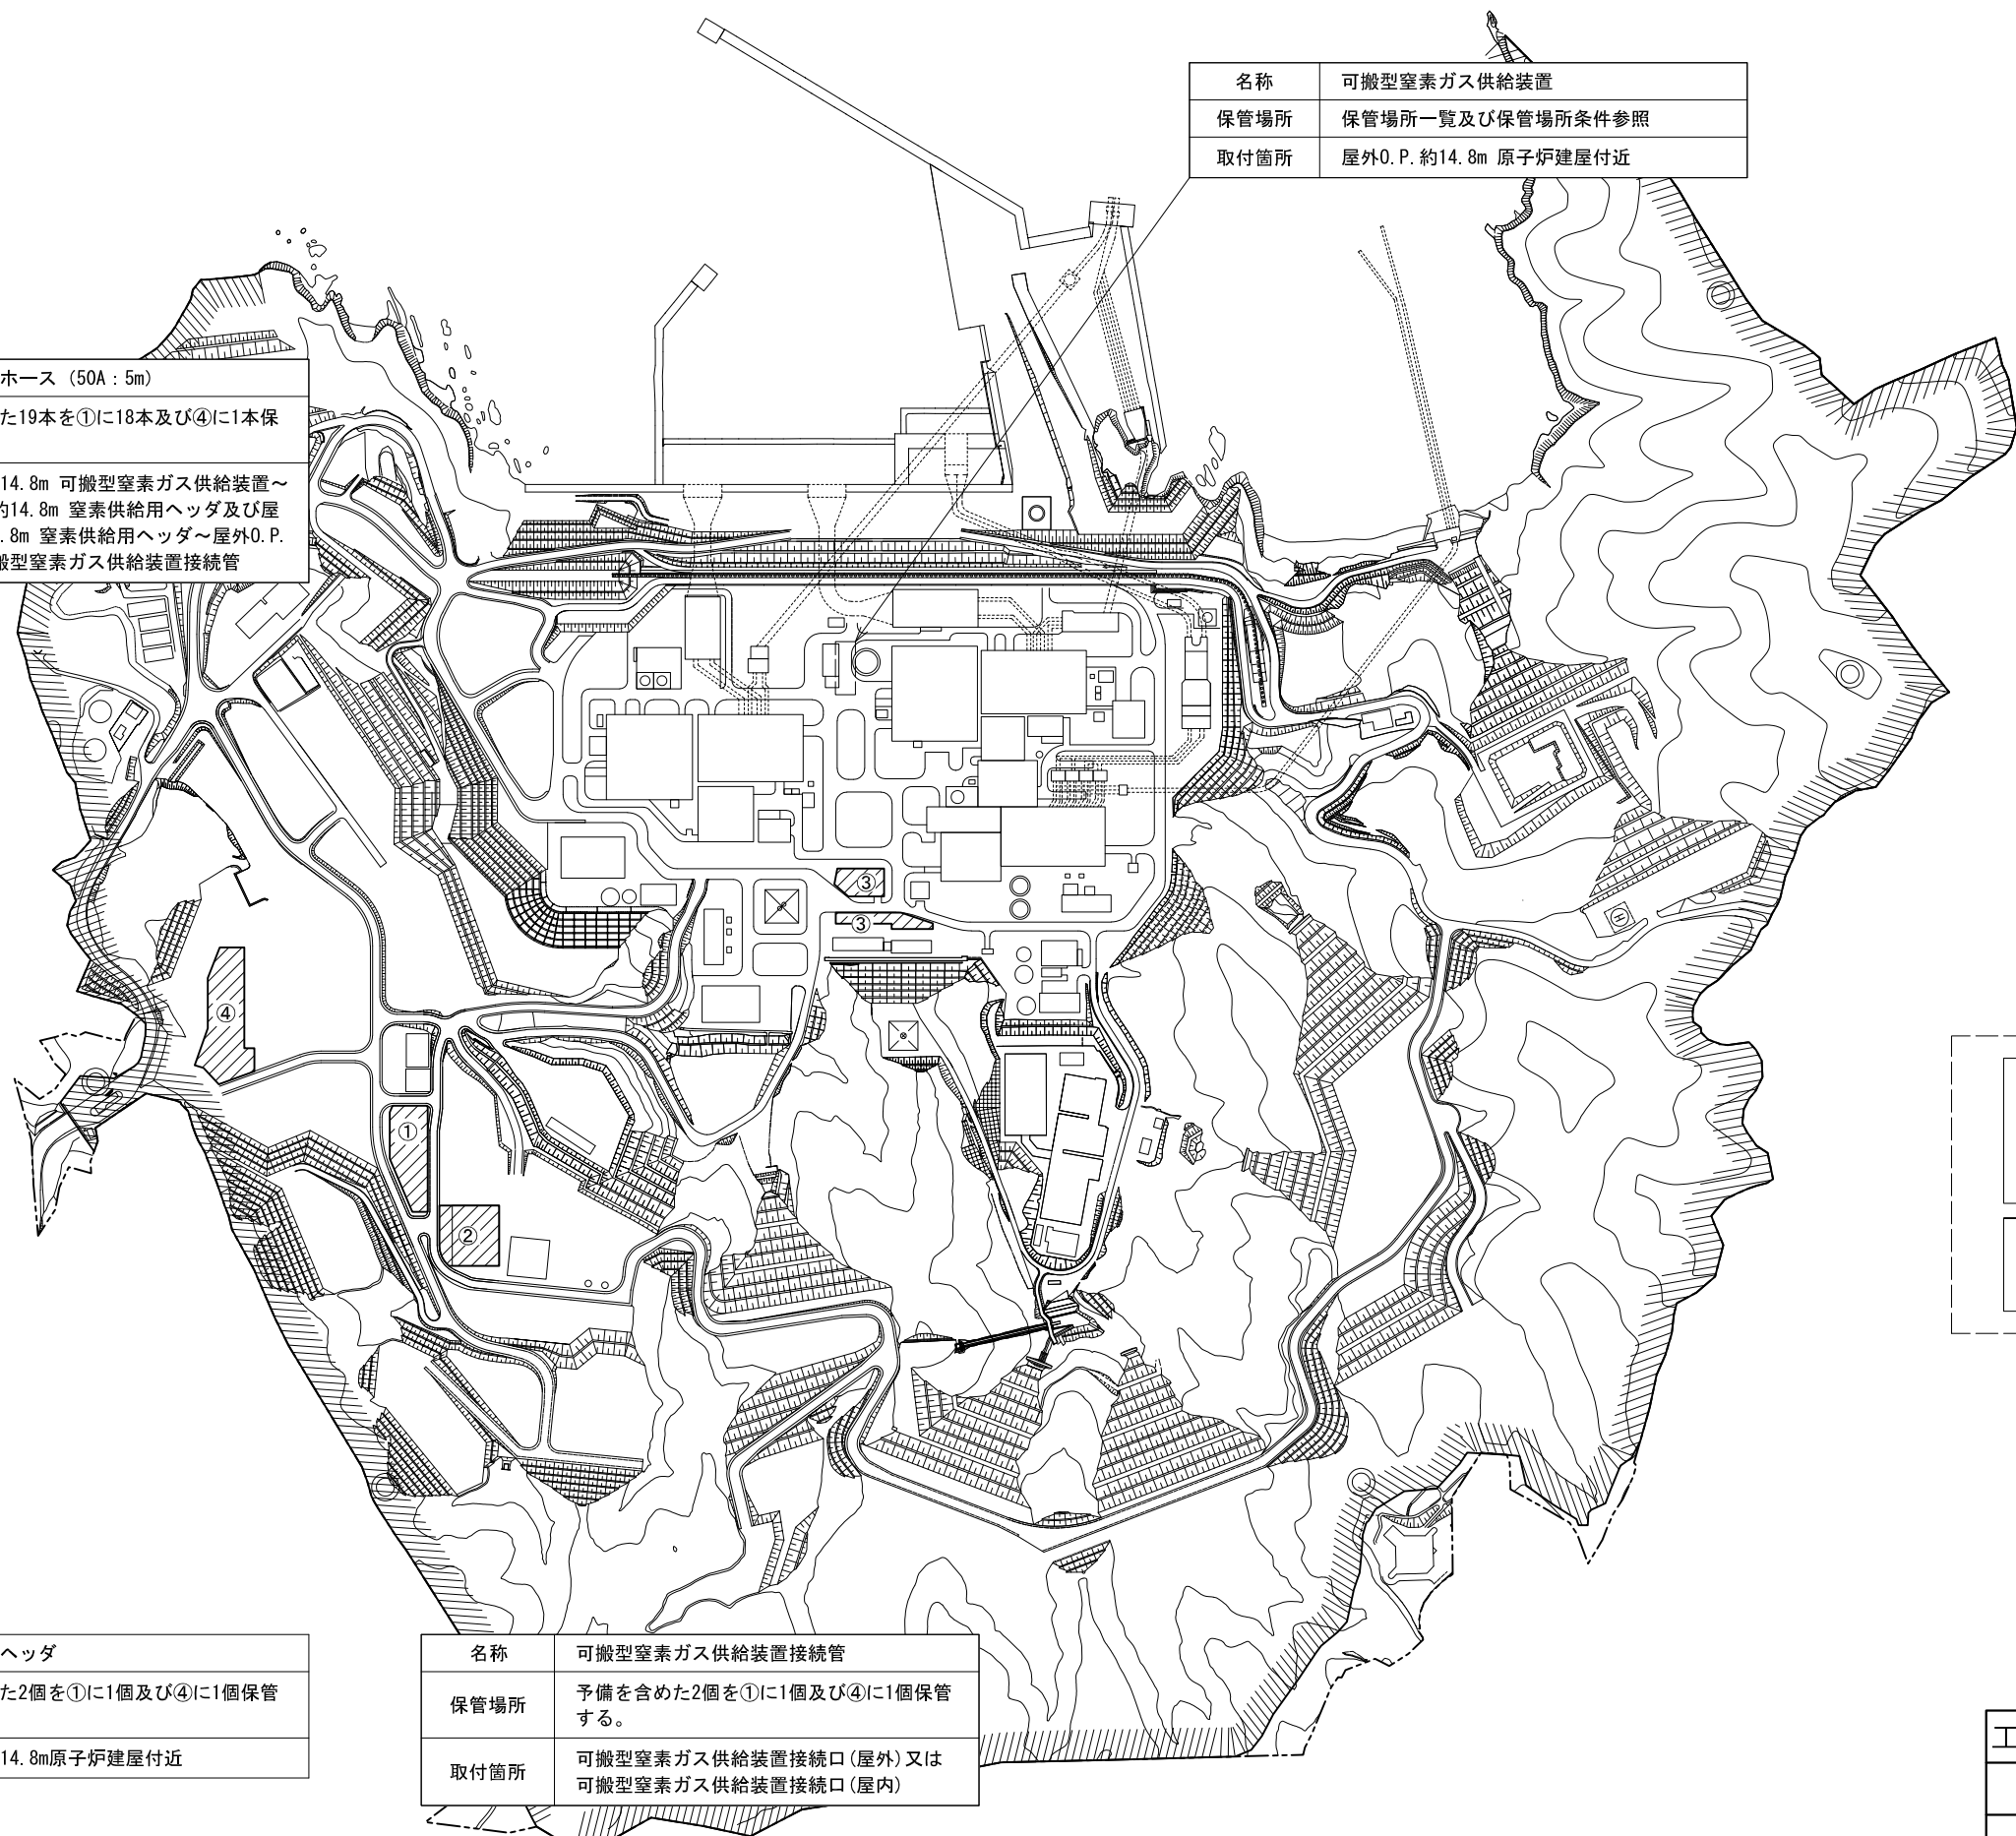 名称 可搬型窒素ガス供給装置
保管場所 保管場所一覧及び保管場所条件参照
取付箇所 屋外O.P.約14.8m 原子炉建屋付近
ホース (50A:5m)
た19本を①に18本及び④に1本保
14.8m 可搬型窒素ガス供給装置～
約14.8m 窒素供給用ヘッダ及び屋
.8m 窒素供給用ヘッダ～屋外O.P.
搬型窒素ガス供給装置接続管
③
③
④
①
②
ヘッダ
た2個を①に1個及び④に1個保管
14.8m原子炉建屋付近
名称 可搬型窒素ガス供給装置接続管
保管場所 予備を含めた2個を①に1個及び④に1個保管
する。
取付箇所 可搬型窒素ガス供給装置接続口(屋外)又は
可搬型窒素ガス供給装置接続口(屋内)
工